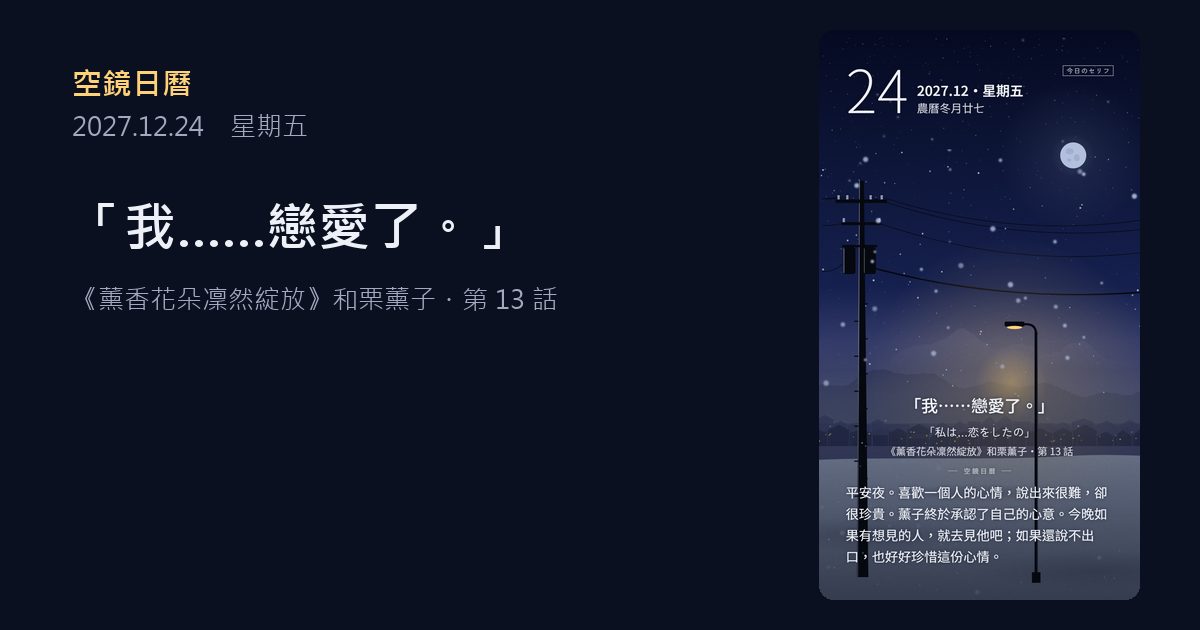 空鏡日曆
2027.12.24 星期五
「我……戀愛了。」
《薰香花朵凜然綻放》和栗薰子·第 13 話
今日のセリフ
24
2027.12・星期五
農曆冬月廿七
「我……戀愛了。」
「私は…恋をしたの」
《薰香花朵凜然綻放》和栗薰子・第 13 話
— 空鏡日曆 —
平安夜。喜歡一個人的心情，說出來很難，卻
很珍貴。薰子終於承認了自己的心意。今晚如
果有想見的人，就去見他吧；如果還說不出
口，也好好珍惜這份心情。